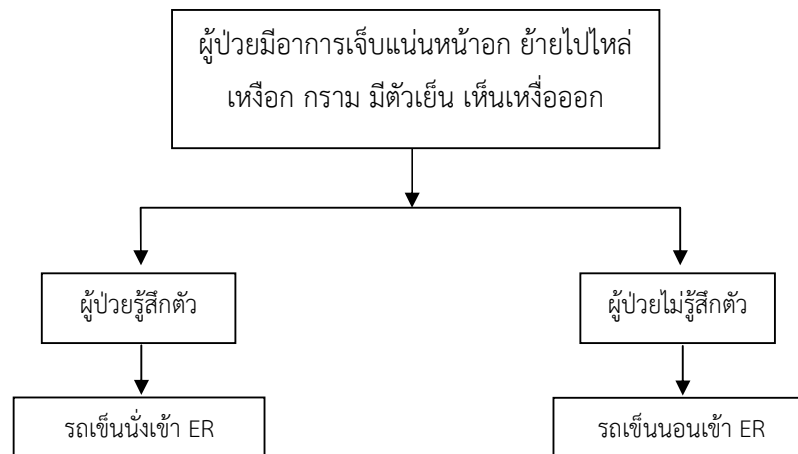 ผู้ป่วยมีอาการเจ็บแน่นหน้าอก ย้ายไปไหล่
เหงือก กราม มีตัวเย็น เห็นเหงื่อออก
ผู้ป่วยรู้สึกตัว
ผู้ป่วยไม่รู้สึกตัว
รถเข็นนั่งเข้า ER
รถเข็นนอนเข้า ER